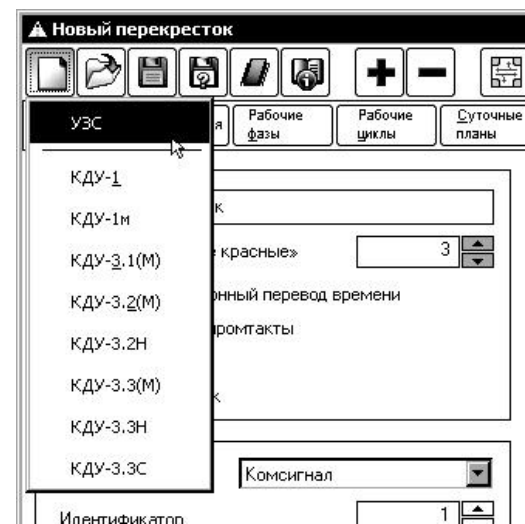 Новый перекресток
УЗС
я
Рабочие
фазы
Рабочие
циклы
Суточные
планы
КДУ-1
КДУ-1м
КДУ-3.1(М)
КДУ-3.2(М)
КДУ-3.2Н
КДУ-3.3(М)
КДУ-3.3Н
КДУ-3.3С
к
красные»
3
онный перевод времени
промтакты
к
Комсигнал
Идентификатор
1